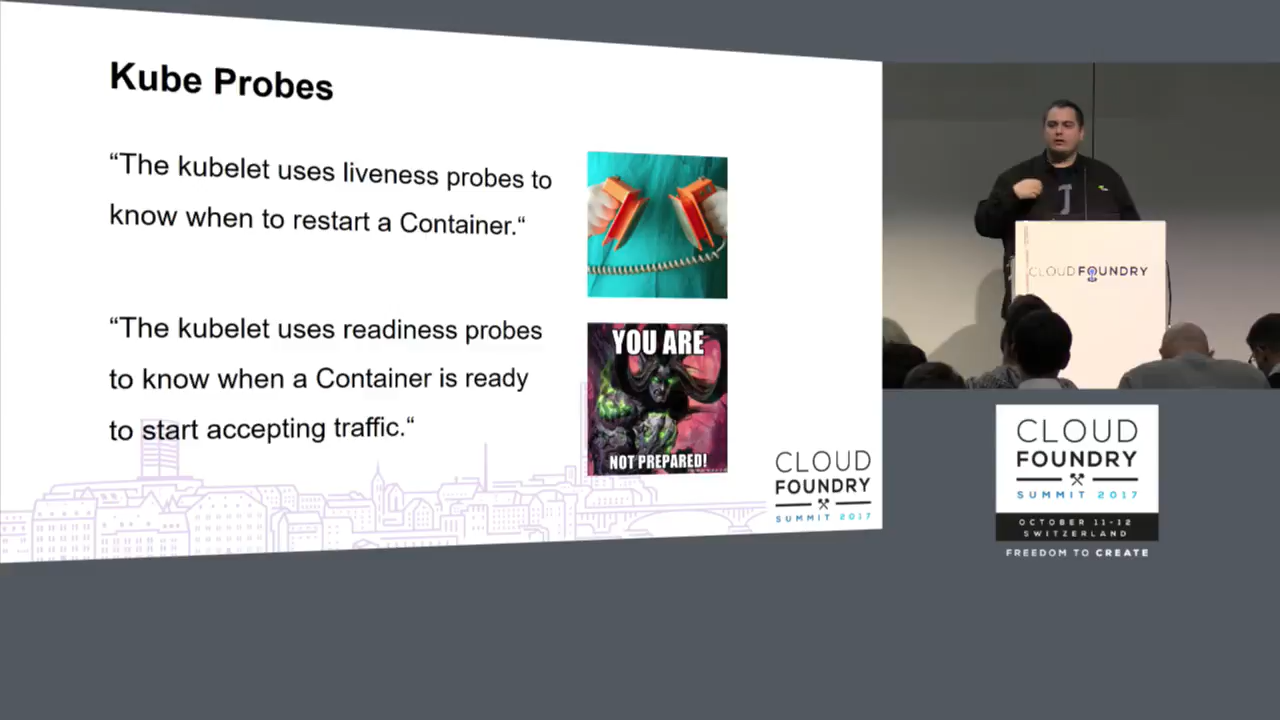 Kube Probes
“The kubelet uses liveness probes to
know when to restart a Container.“
“The kubelet uses readiness probes
to know when a Container is ready
to start accepting traffic.“
YOU ARE
NOT PREPARED!
CLOUD
FOUNDRY
SUMMIT 2017
CLOUD FOUNDRY
CLOUD
FOUNDRY
SUMMIT 2017
OCTOBER 11-12
SWITZERLAND
FREEDOM TO CREATE